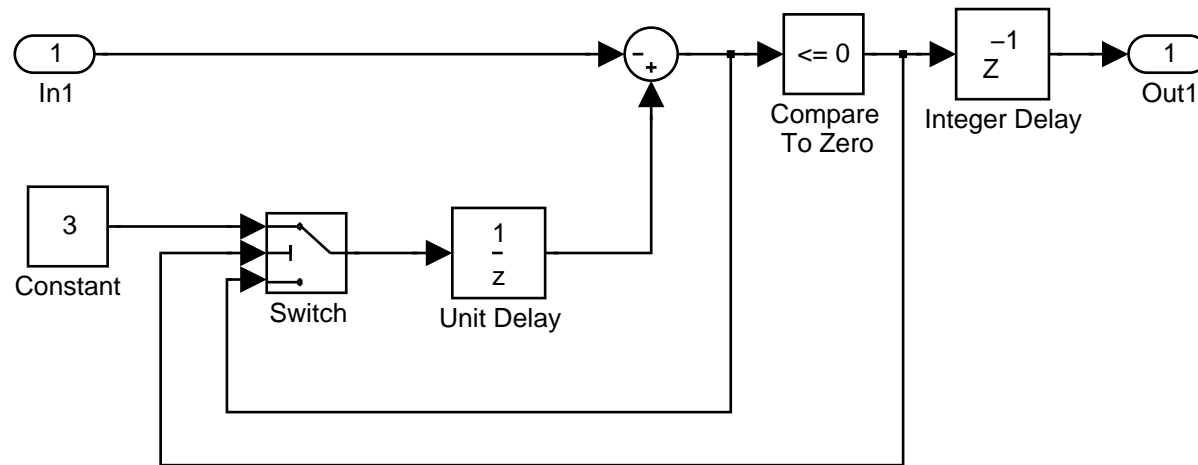 1
In1
-
+
<= 0
Compare
To Zero
−1
Z
Integer Delay
1
Out1
3
Constant
Switch
1
z
Unit Delay